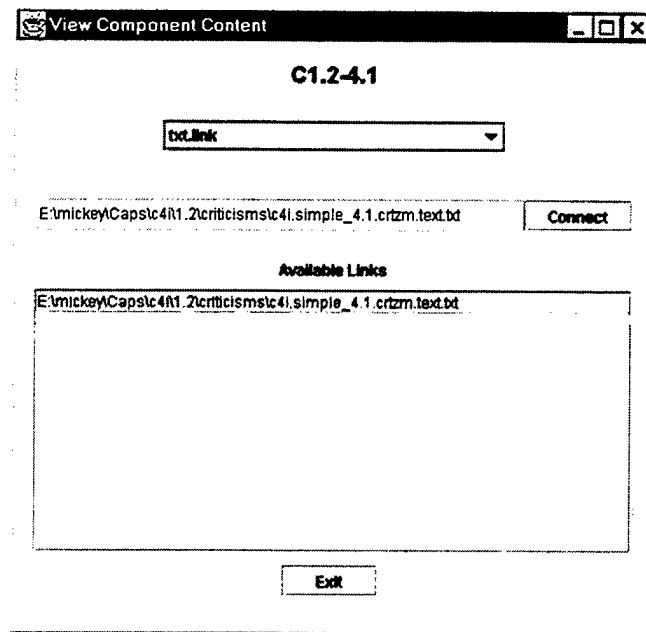 View Component Content
C1.2-4.1
txt.link
E:\mickey\Caps\c4i\1.2\criticisms\c4i.simple_4.1.crtzm.text.txt Connect
Available Links
E:\mickey\Caps\c4i\1.2\criticisms\c4i.simple_4.1.crtzm.text.txt
Exit